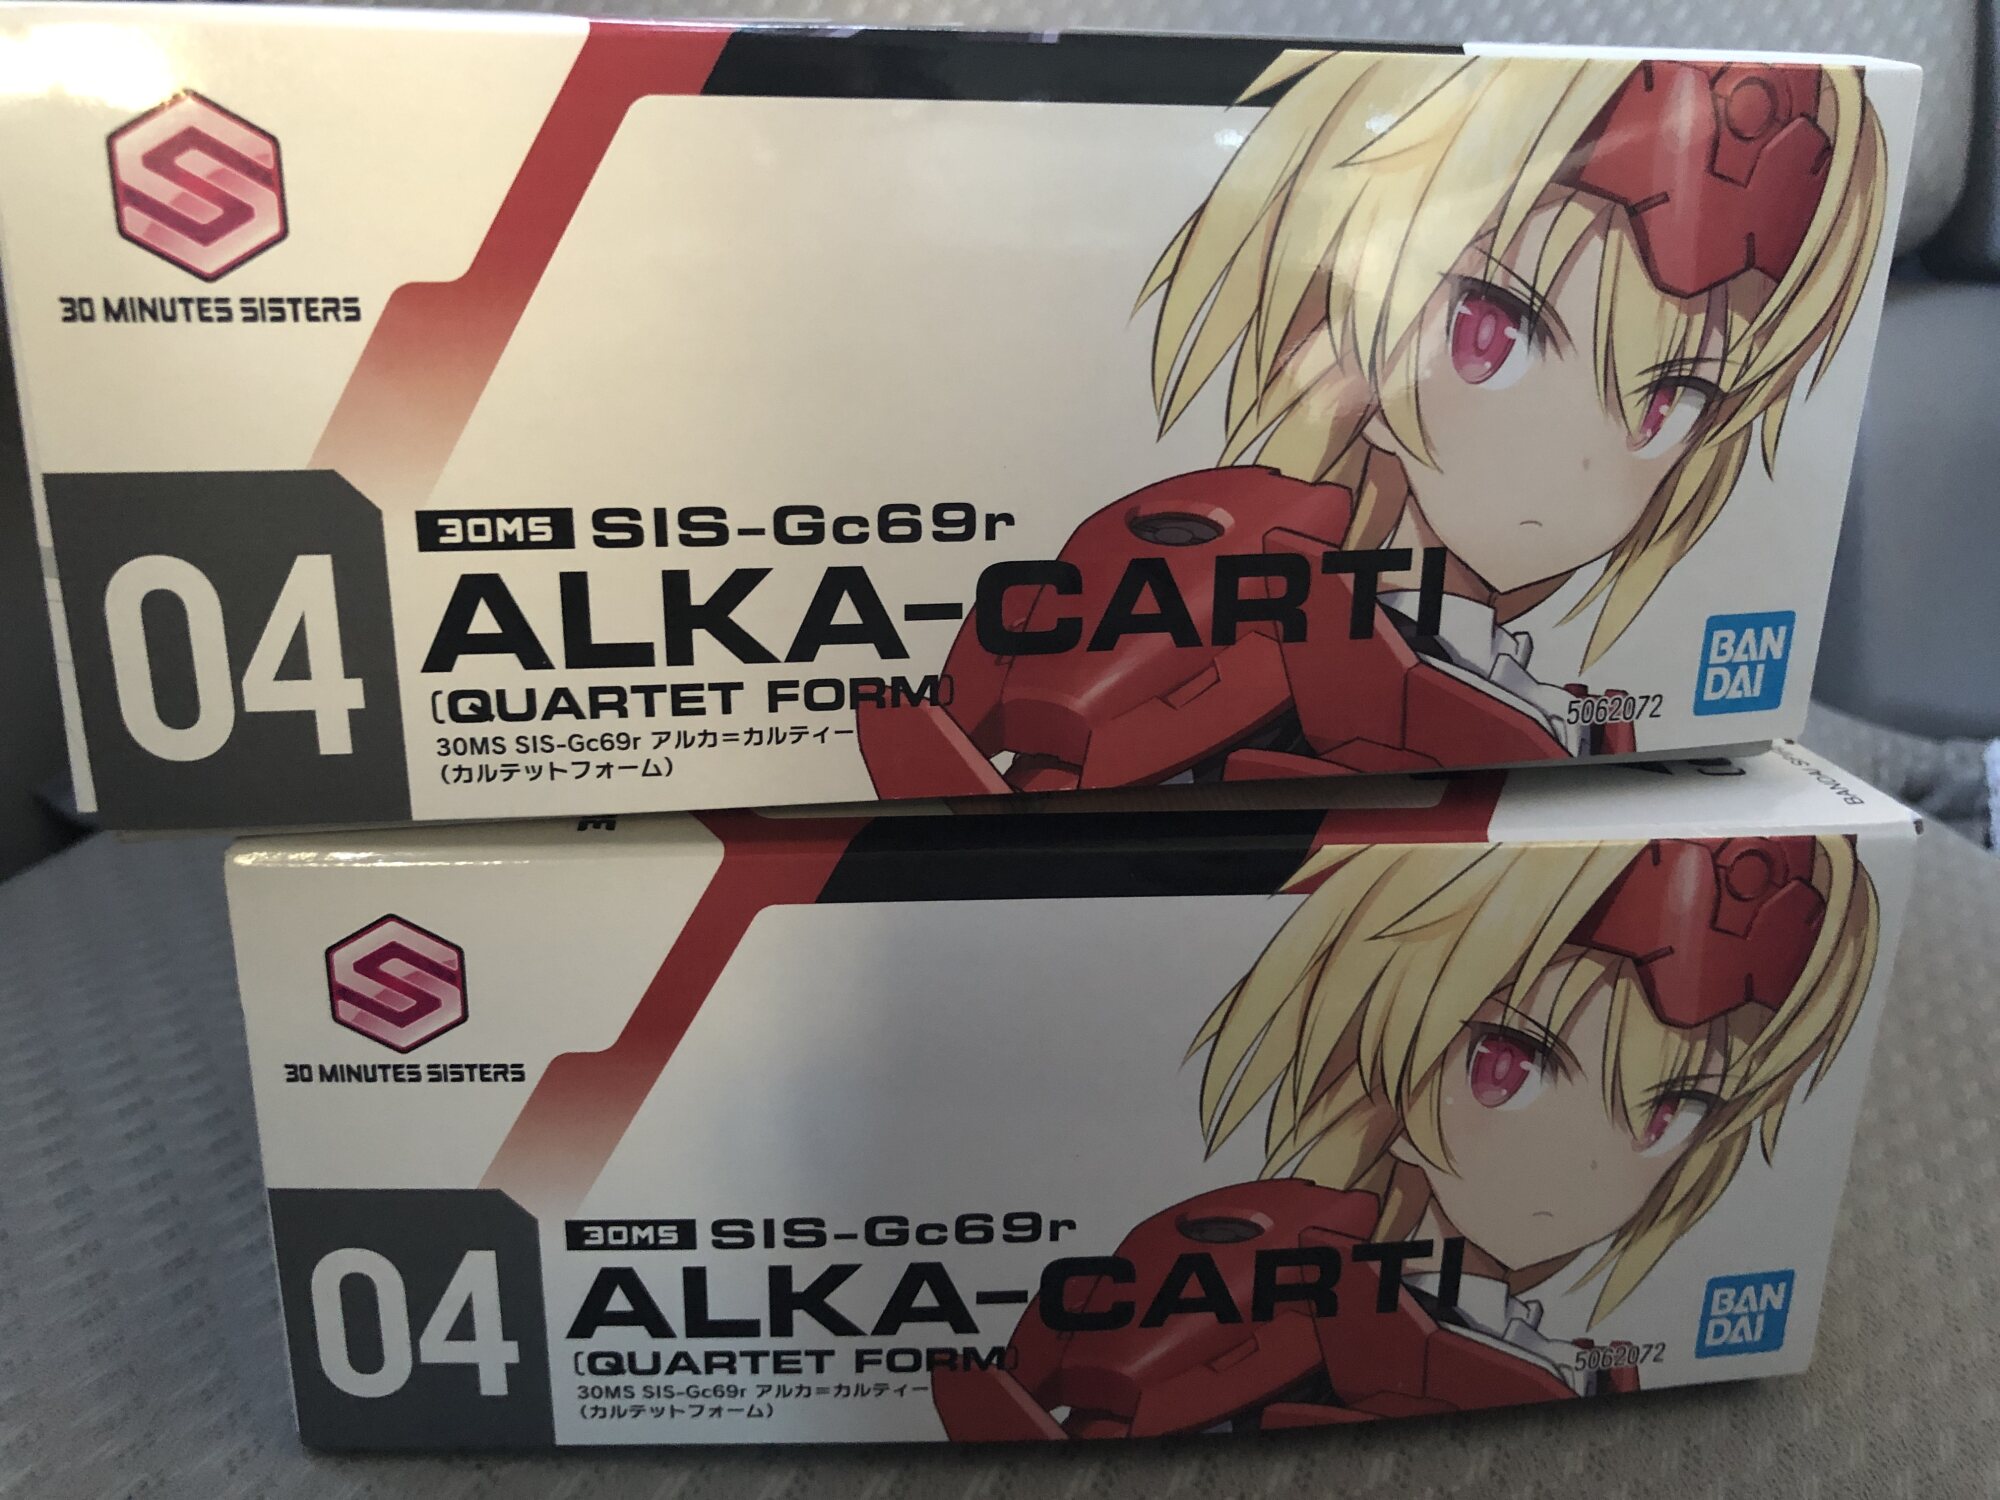 30 MINUTES SISTERS
04
30MS SIS-Gc69r
ALKA-CARTI
(QUARTET FORM)
30MS SIS-Gc69r アルカ=カルティー
（カルテットフォーム）
5062072
BAN
DAI
BANDAI
30 MINUTES SISTERS
04
30MS SIS-Gc69r
ALKA-CARTI
(QUARTET FORM)
30MS SIS-Gc69r アルカ=カルティー
（カルテットフォーム）
5062072
BAN
DAI